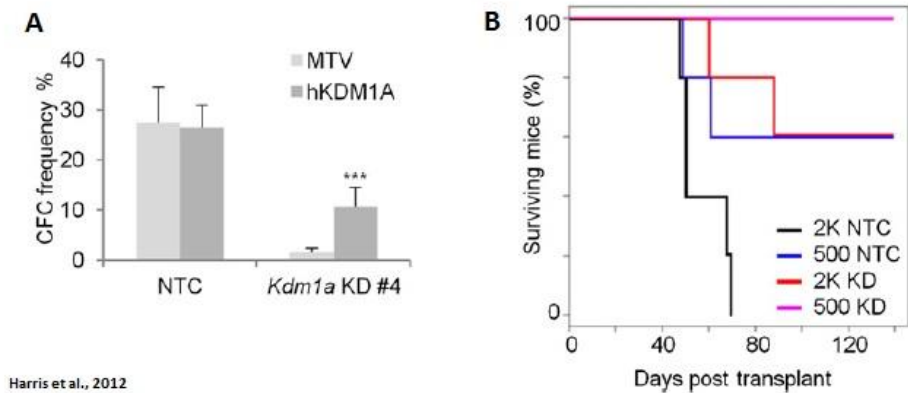 A
CFC frequency %
40
30
20
10
0
MTV
hKDM1A
***
NTC
Kdm1a KD #4
Harris et al., 2012
B
Surviving mice (%)
100
0
2K NTC
500 NTC
2K KD
500 KD
0 40 80 120
Days post transplant